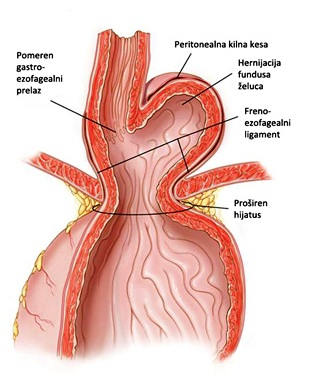 Pomeren
gastro-
ezofagealni
prelaz
Peritonealna kilna kesa
Hernijacija
fundusa
želuca
Freno-
ezofagealni
ligament
Proširen
hijatus